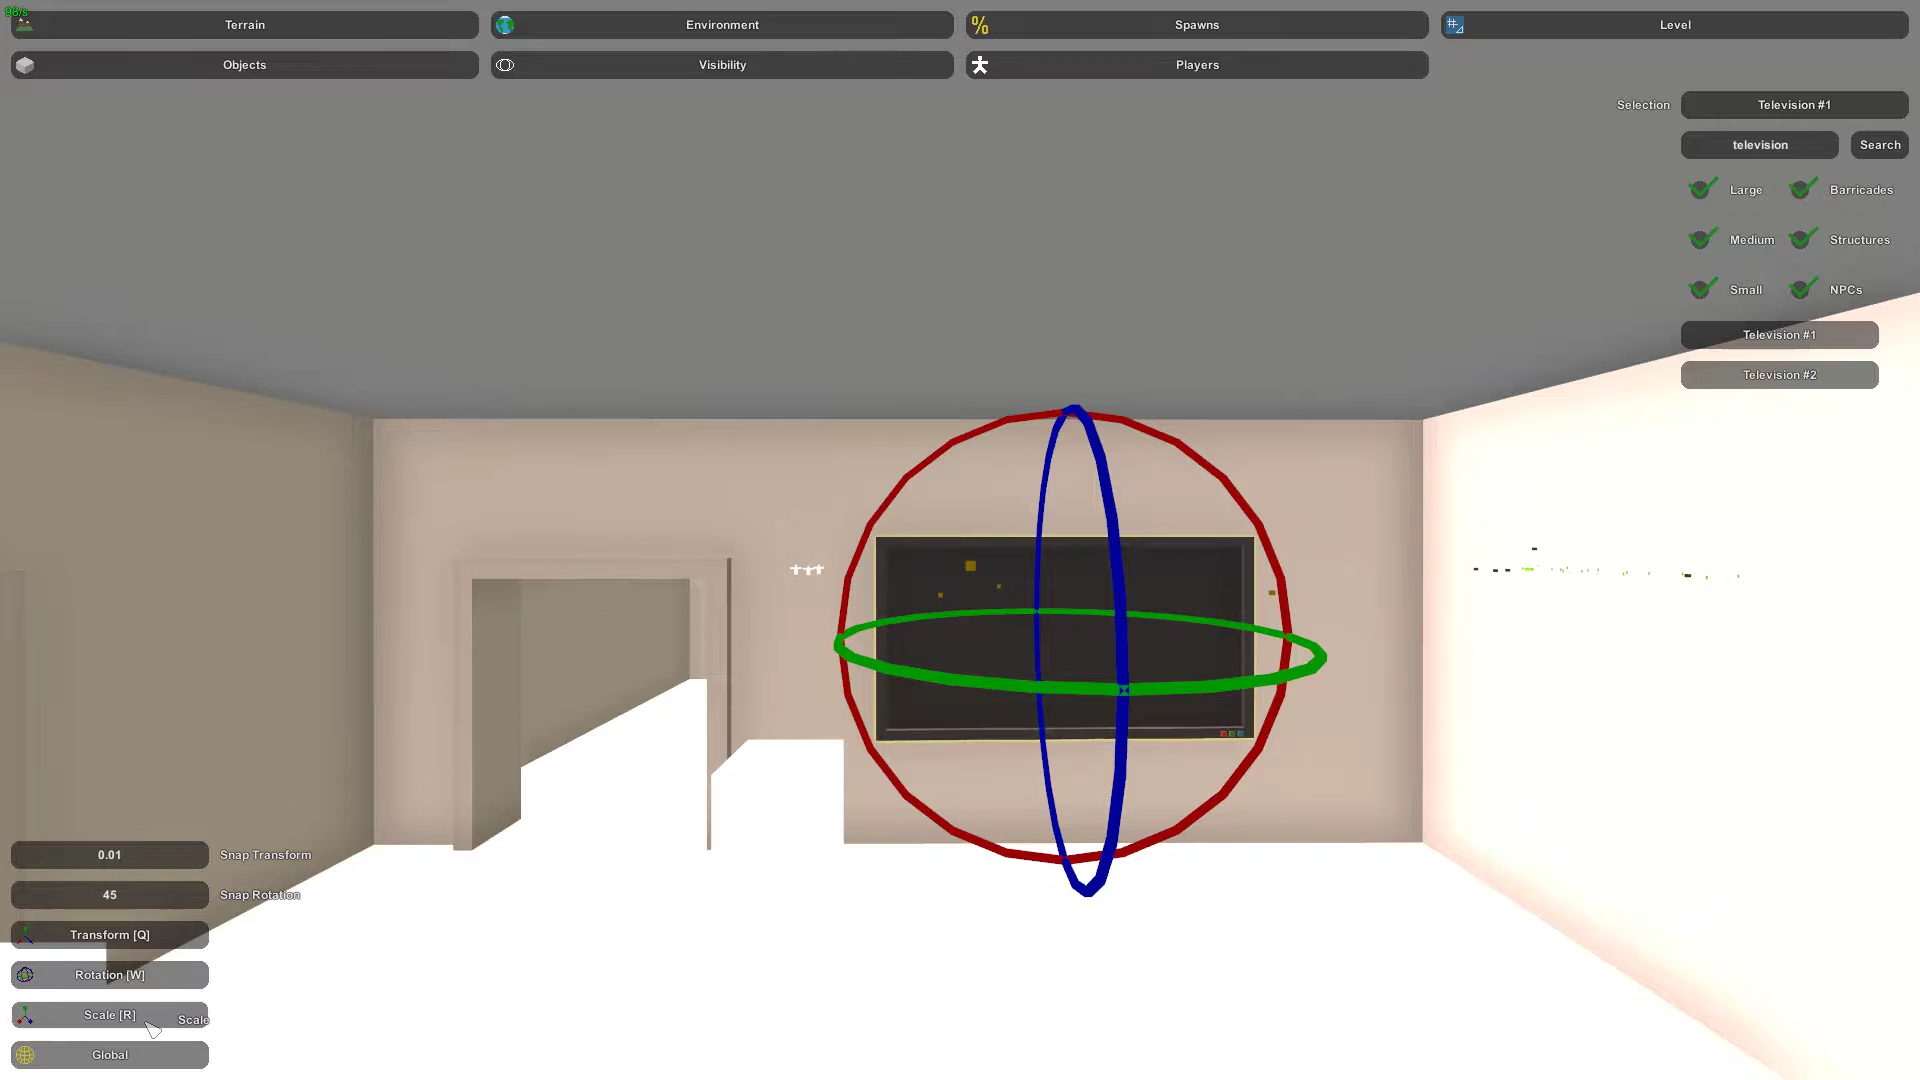 98/s
Terrain
Environment
Spawns
Level
Objects
Visibility
Players
Selection
Television #1
television
Search
Large
Barricades
Medium
Structures
Small
NPCs
Television #1
Television #2
0.01
Snap Transform
45
Snap Rotation
Transform [Q]
Rotation [W]
Scale [R]
Scale
Global